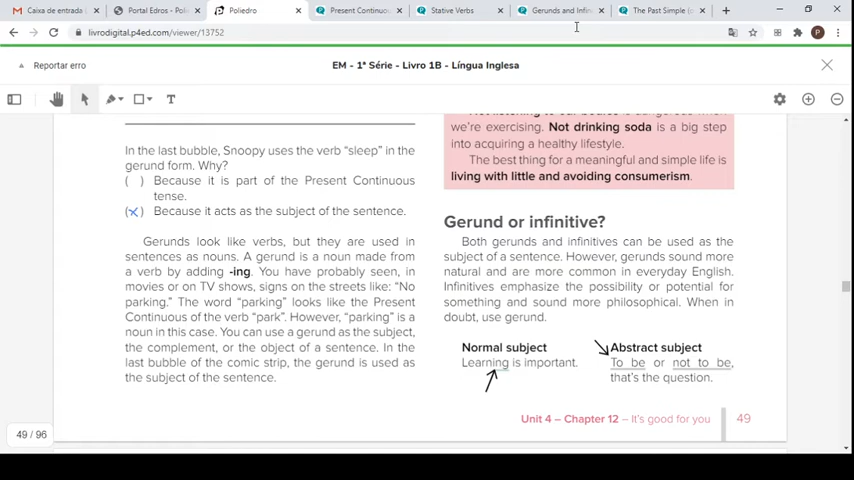 Caixa de entrada
Portal Edros - Poliedro
Poliedro
Present Continuou
Stative Verbs
Gerunds and Infin
The Past Simple (
livrodigital.p4ed.com/viewer/13752
P
Reportar erro
EM - 1ª Série - Livro 1B - Língua Inglesa
T
In the last bubble, Snoopy uses the verb “sleep” in the
gerund form. Why?
( ) Because it is part of the Present Continuous
tense.
(x) Because it acts as the subject of the sentence.
Gerunds look like verbs, but they are used in
sentences as nouns. A gerund is a noun made from
a verb by adding -ing. You have probably seen, in
movies or on TV shows, signs on the streets like: “No
parking.” The word “parking” looks like the Present
Continuous of the verb “park”. However, “parking” is a
noun in this case. You can use a gerund as the subject,
the complement, or the object of a sentence. In the
last bubble of the comic strip, the gerund is used as
the subject of the sentence.
Not listening to our bodies is dangerous when
we’re exercising. Not drinking soda is a big step
into acquiring a healthy lifestyle.
The best thing for a meaningful and simple life is
living with little and avoiding consumerism.
Gerund or infinitive?
Both gerunds and infinitives can be used as the
subject of a sentence. However, gerunds sound more
natural and are more common in everyday English.
Infinitives emphasize the possibility or potential for
something and sound more philosophical. When in
doubt, use gerund.
Normal subject
Learning is important.
Abstract subject
To be or not to be,
that’s the question.
Unit 4 – Chapter 12 – It’s good for you 49
49 / 96